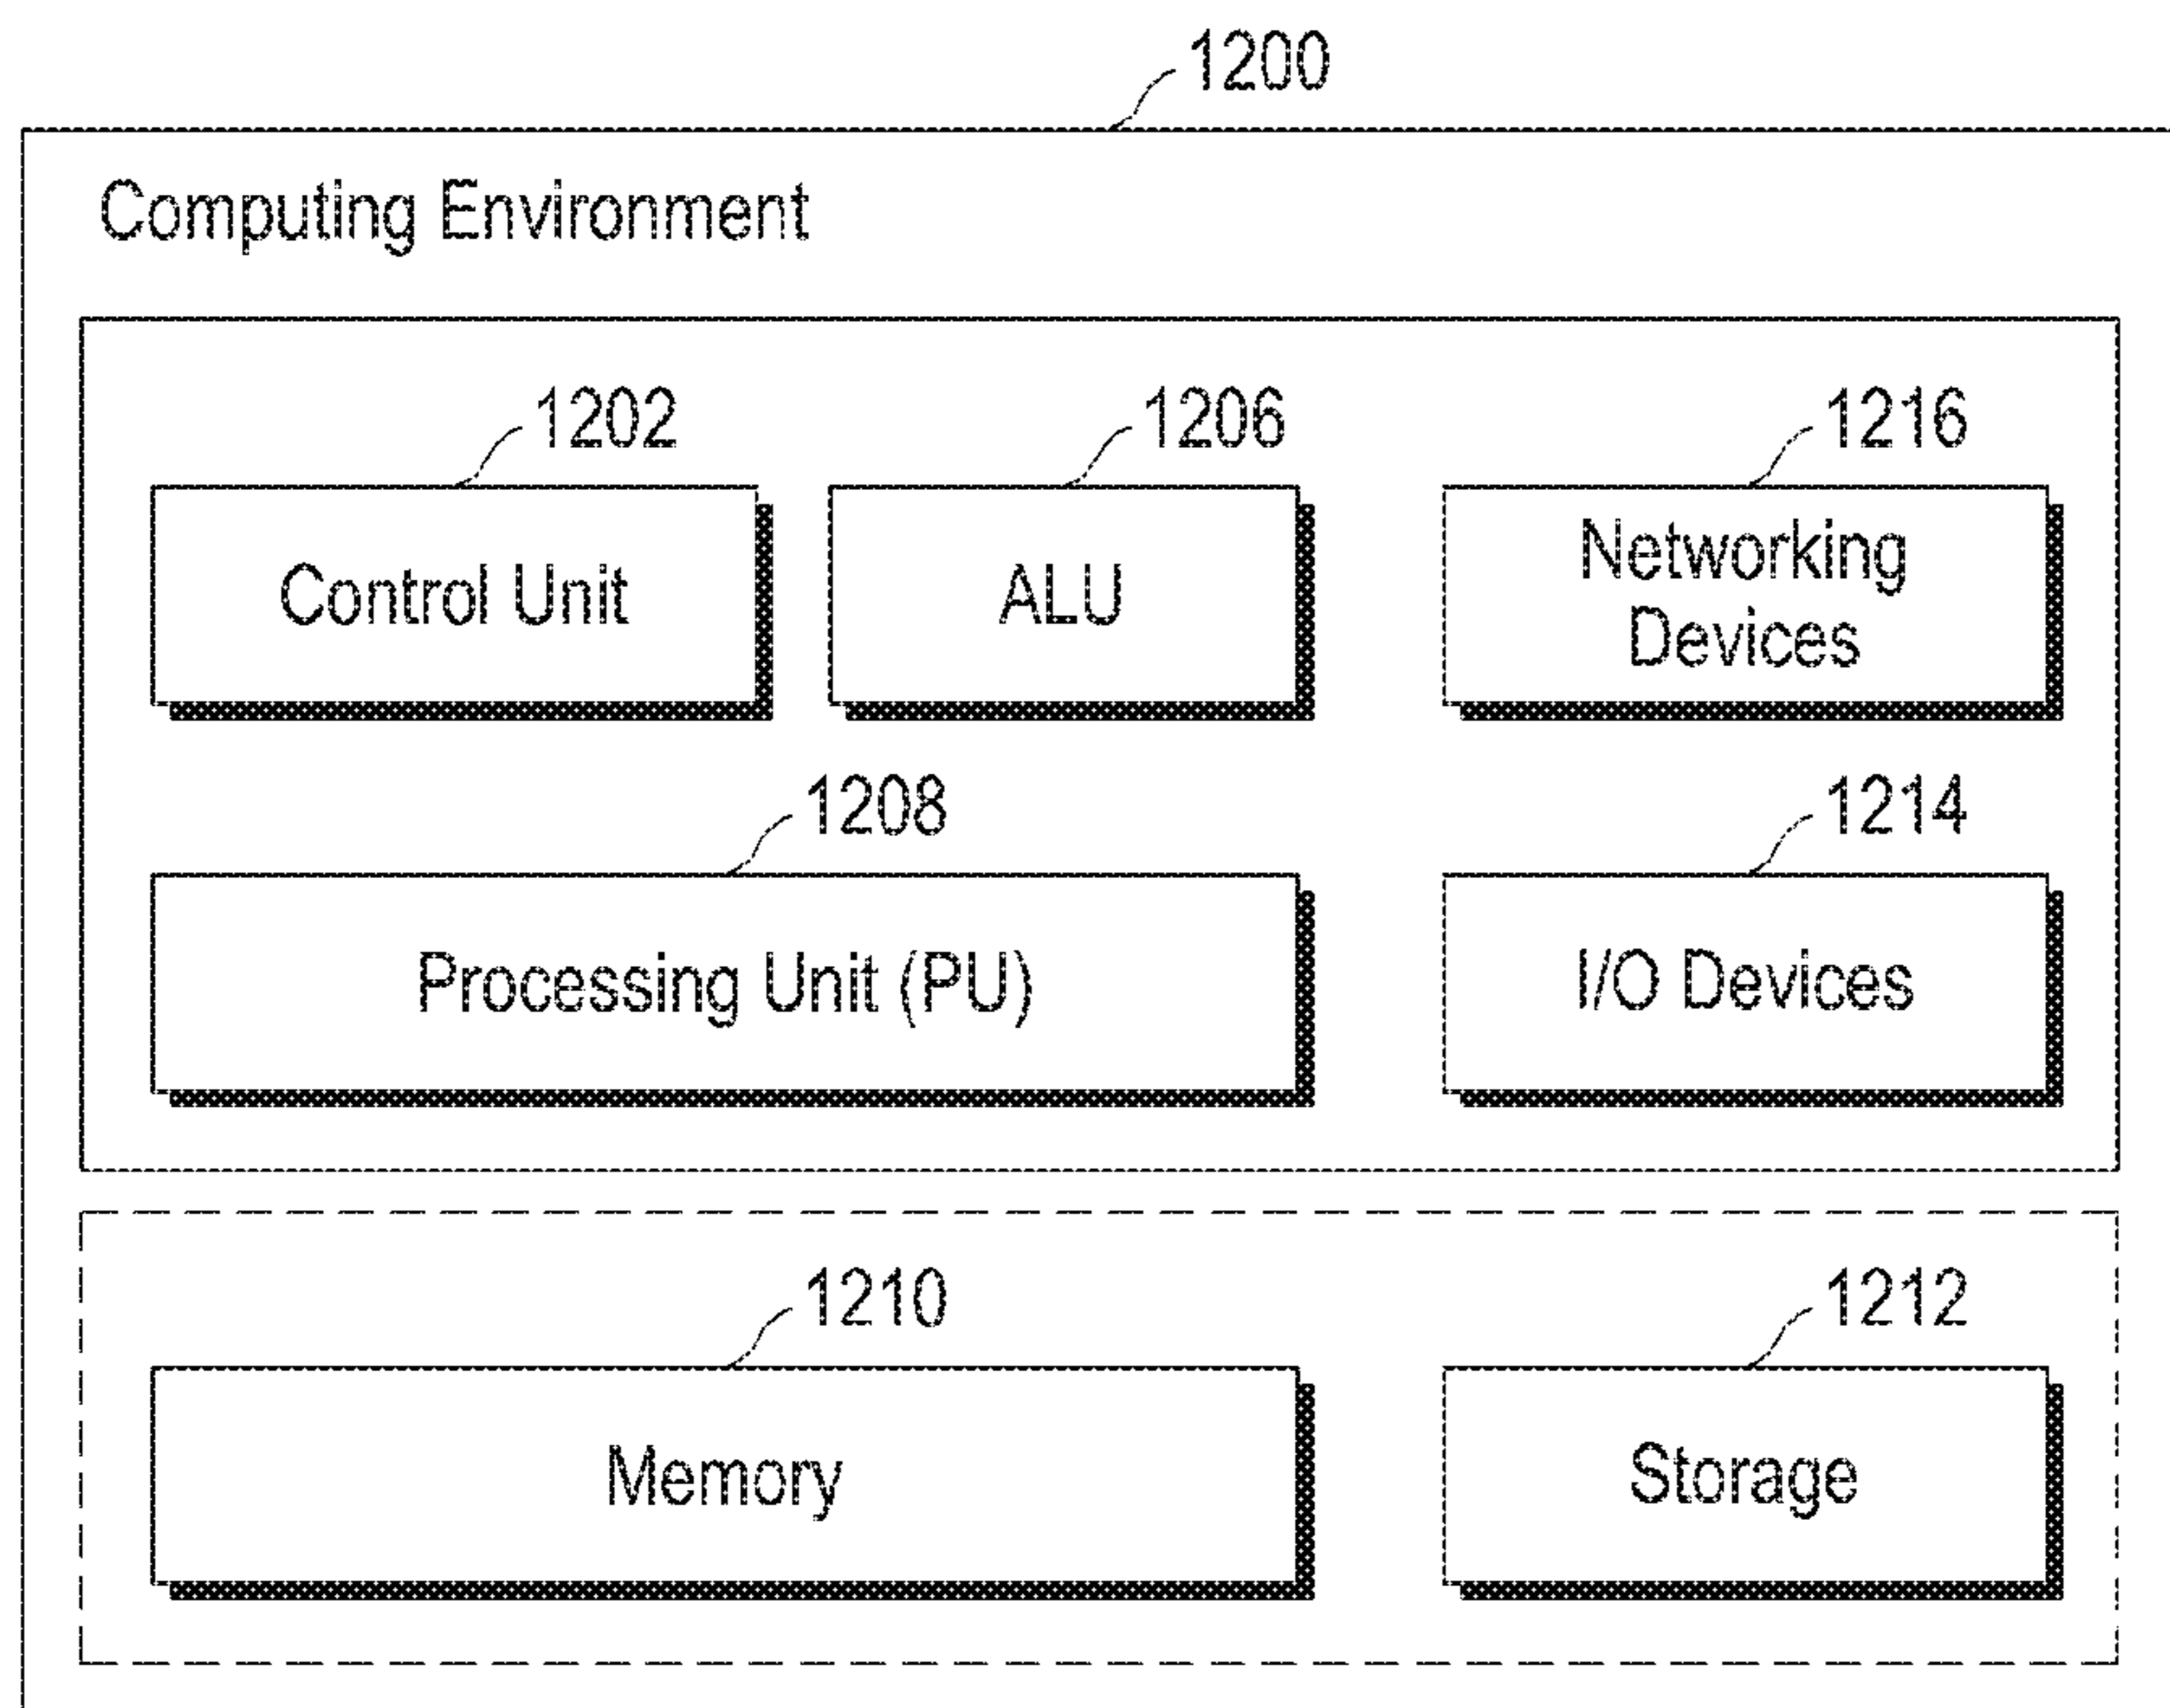 1200
Computing Environment
1202
1206
1216
Control Unit
ALU
Networking
Devices
1208
1214
Processing Unit (PU)
I/O Devices
1210
1212
Memory
Storage